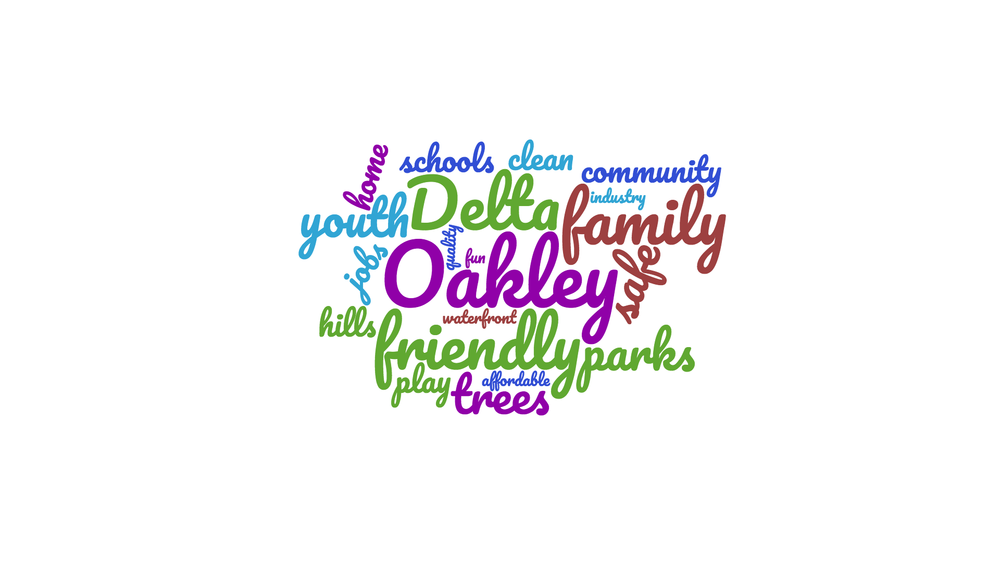 home
schools
clean
community
youth
Delta
industry
family
quality
fun
jobs
Oakley
safe
hills
waterfront
friendly
parks
play
affordable
trees